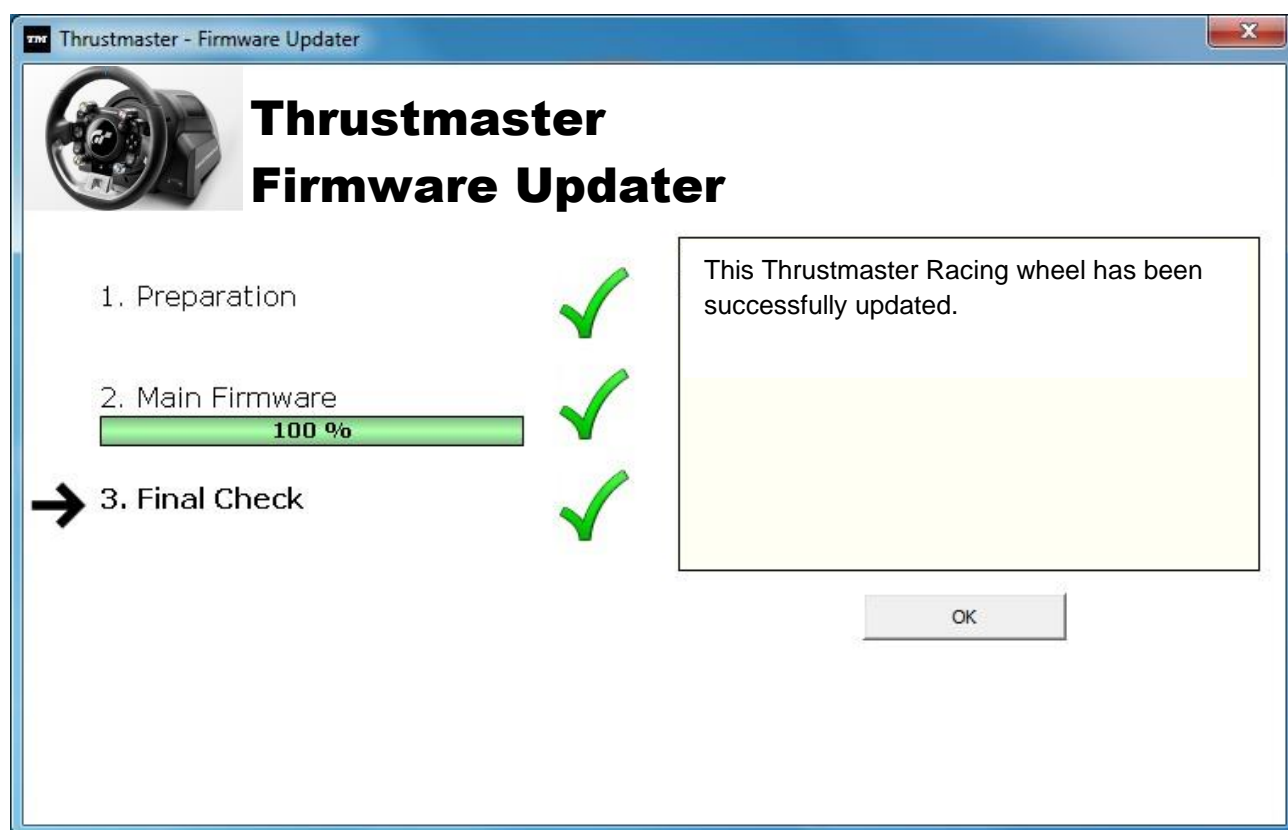 Thrustmaster - Firmware Updater
Thrustmaster
Firmware Updater
1. Preparation
2. Main Firmware
100 %
3. Final Check
This Thrustmaster Racing wheel has been
successfully updated.
OK